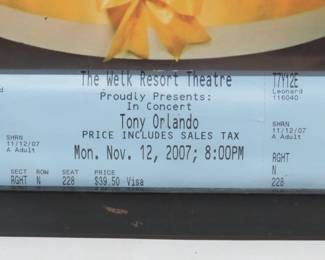 The Welk Resort Theatre
Proudly Presents:
In Concert
Tony Orlando
PRICE INCLUDES SALES TAX
Mon. Nov. 12, 2007; 8:00PM
SHRN
11/12/07
A Adult
SECT ROW SEAT PRICE
RGHT N 228 $39.50 Visa
T7Y12E
Leonard
116040
SHRN
11/12/07
A Adult
RGHT
N
228